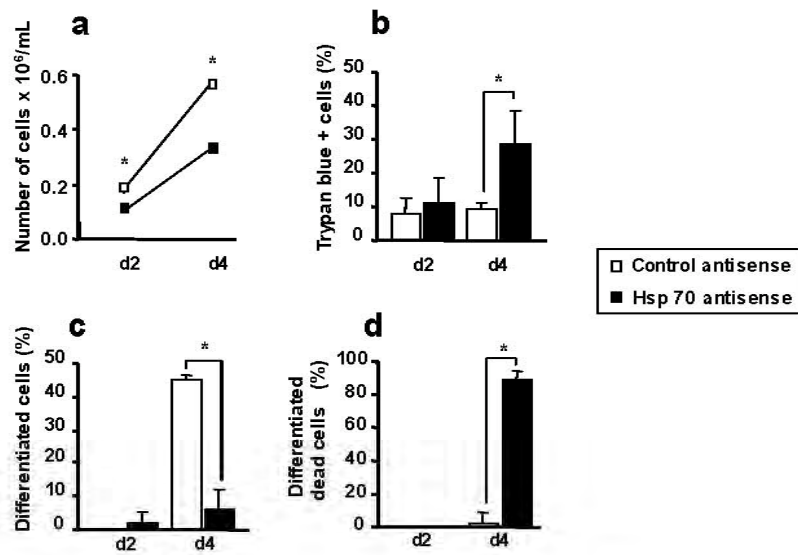 a
Number of cells x 10⁶/mL
0.6
0.4
0.2
0.0
*
*
d2 d4
b
Trypan blue + cells (%)
50
40
30
20
10
0
*
d2 d4
Control antisense
Hsp 70 antisense
c
Differentiated cells (%)
50
40
30
20
10
0
*
d2 d4
d
Differentiated
dead cells (%)
100
80
60
40
20
0
*
d2 d4